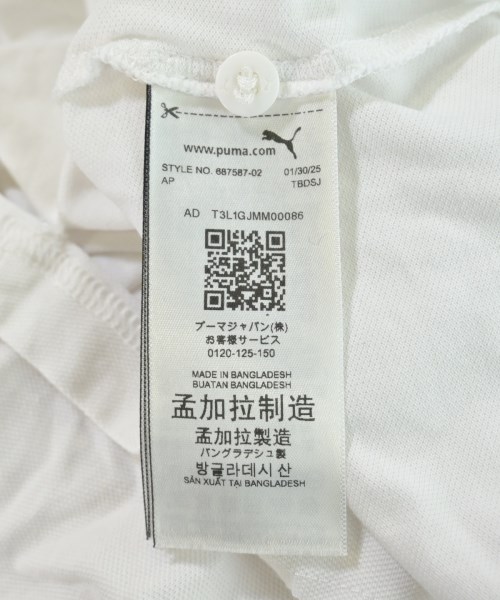 www.puma.com
STYLE NO. 687587-02 01/30/25
AP TBDSJ
AD T3L1GJMM00086
プーマジャパン(株)
お客様サービス
0120-125-150
MADE IN BANGLADESH
BUATAN BANGLADESH
孟加拉制造
孟加拉製造
バングラデシュ製
방글라데시 산
SẢN XUẤT TẠI BANGLADESH